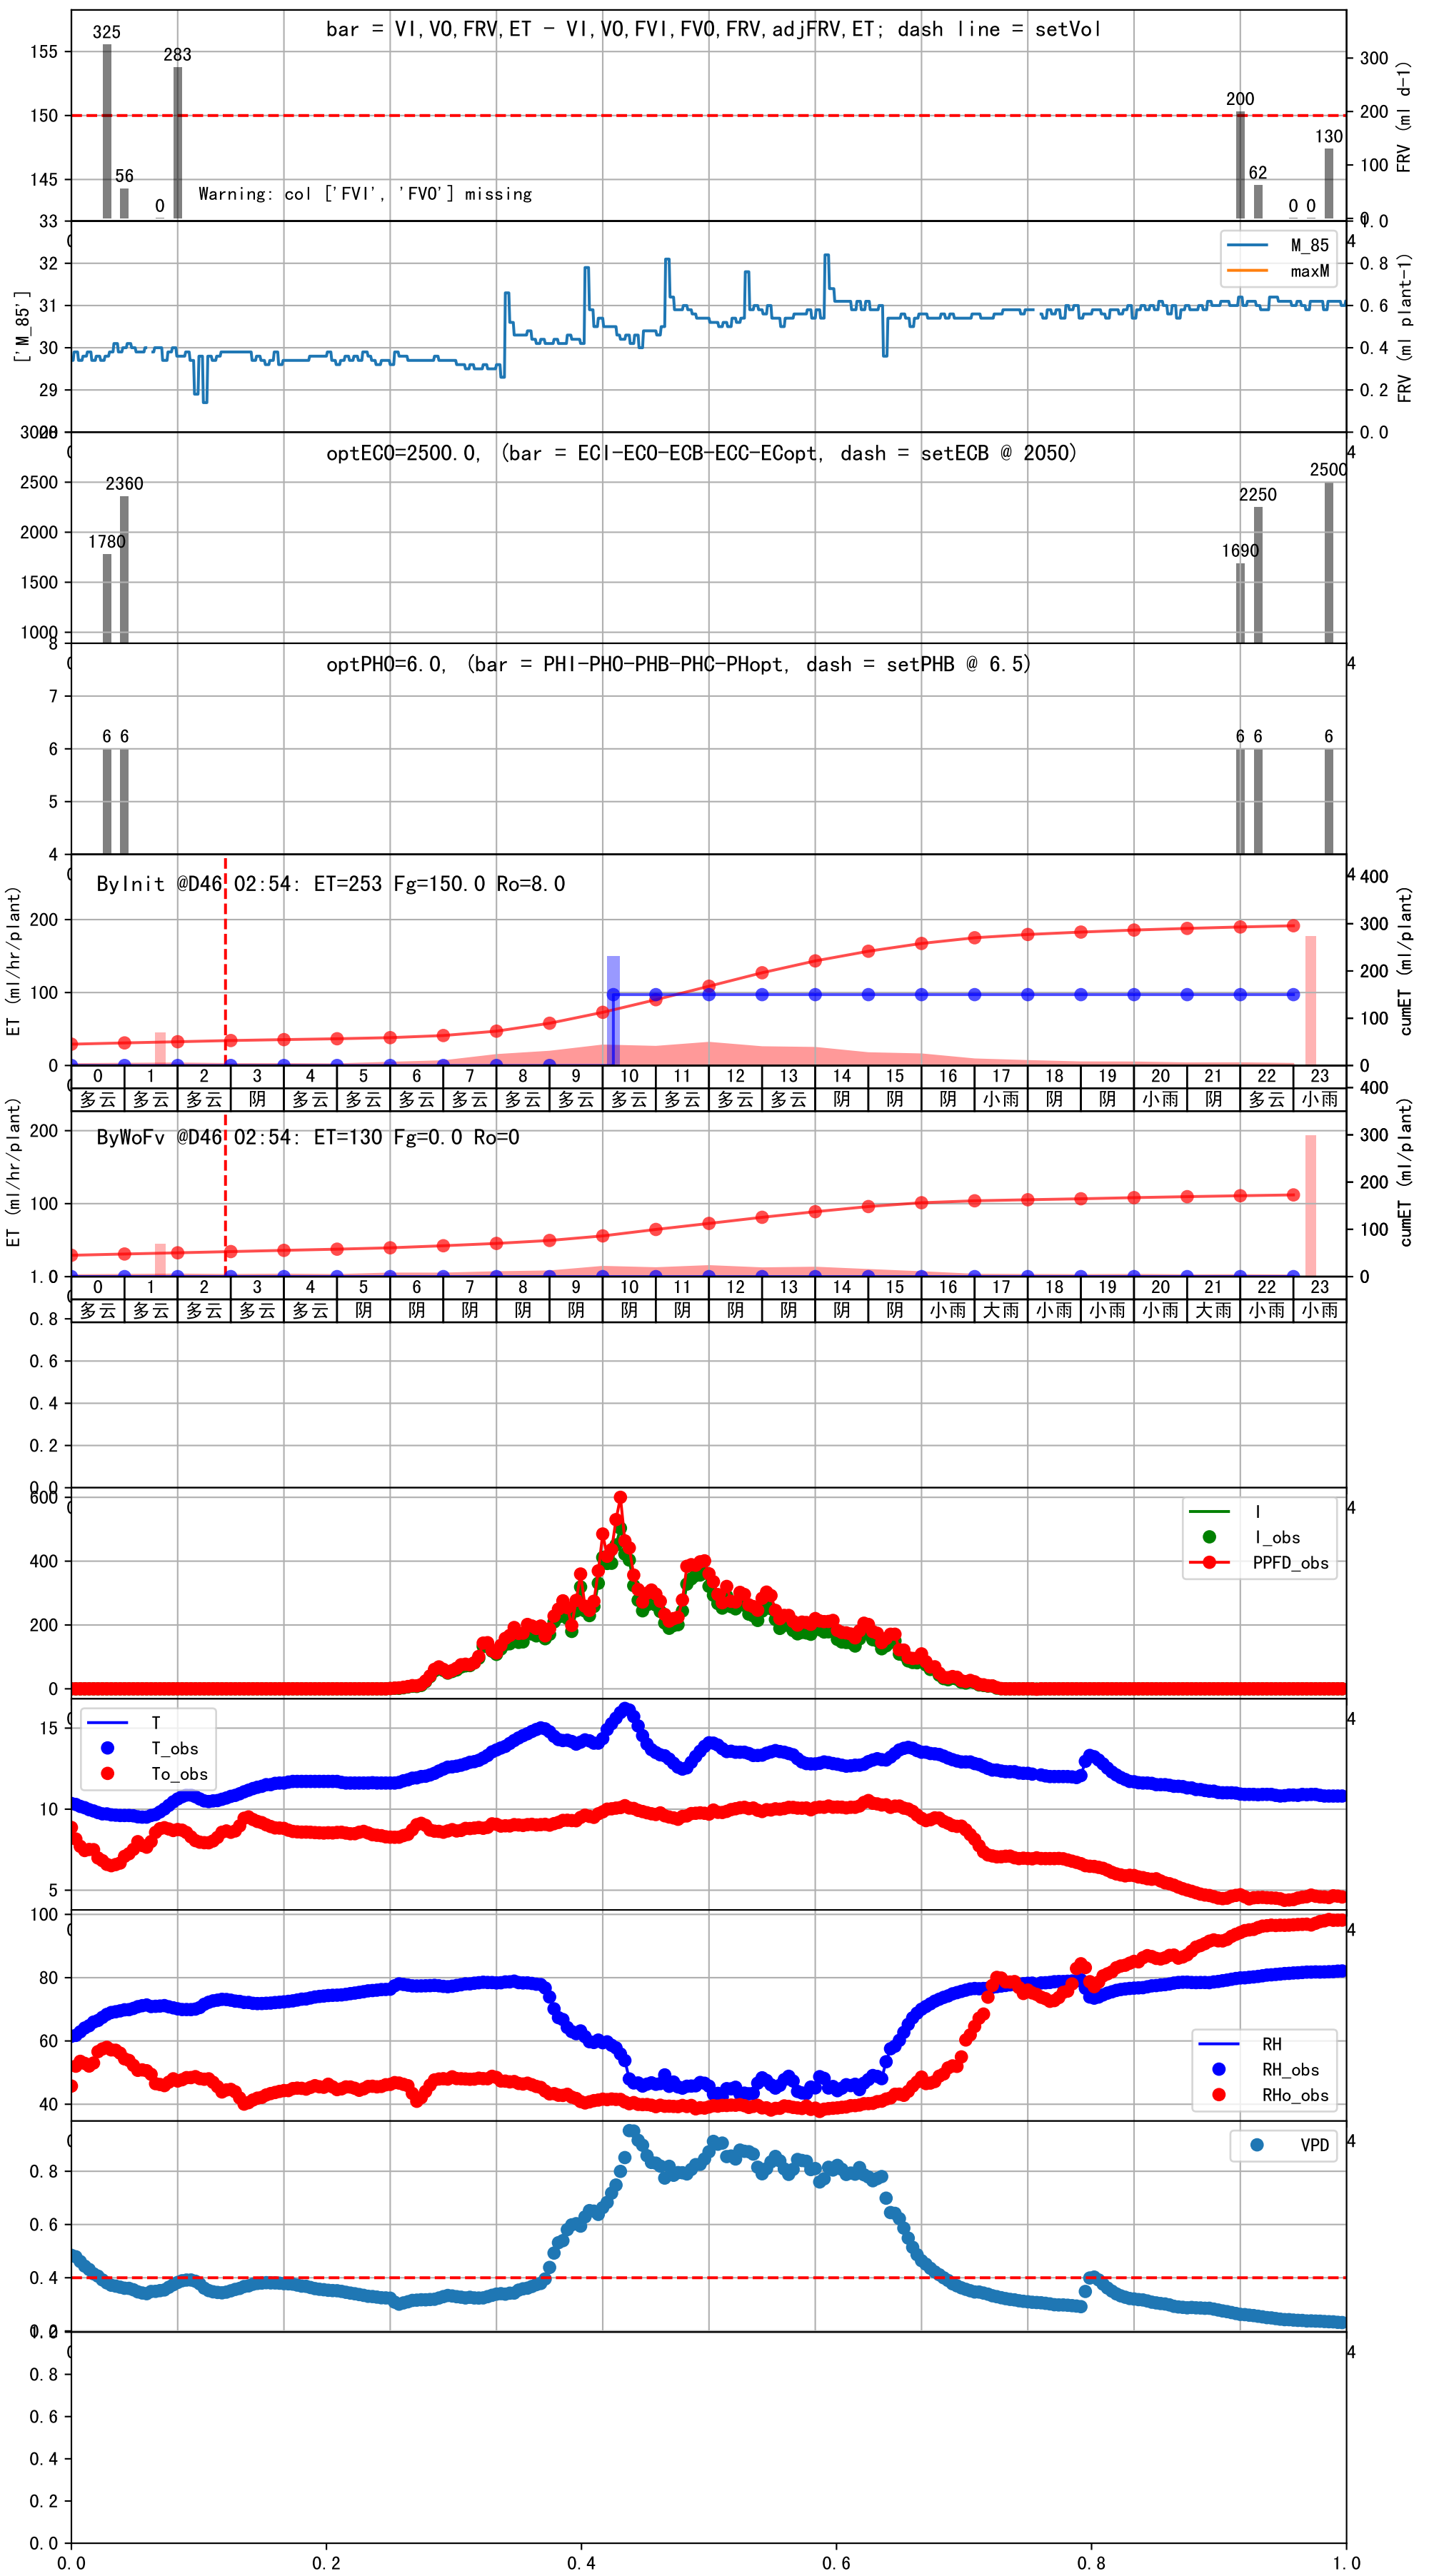 bar = VI,VO,FRV,ET - VI,VO,FVI,FVO,FRV,adjFRV,ET; dash line = setVol
325
56
0
283
200
62
0 0
130
Warning: col ['FVI', 'FVO'] missing
155
150
145
300
200
100
FRV (ml d-1)
33
32
31
30
29
['M_85']
M_85
maxM
1.0
0.8
0.6
0.4
0.2
0.0
FRV (ml plant-1)
optECO=2500.0, (bar = ECI-ECO-ECB-ECC-ECopt, dash = setECB @ 2050)
3000
2500
2000
1500
1000
1780
2360
1690
2250
2500
optPHO=6.0, (bar = PHI-PHO-PHB-PHC-PHopt, dash = setPHB @ 6.5)
8
7
6
5
4
6 6
6 6
6
ByInit @D46 02:54: ET=253 Fg=150.0 Ro=8.0
ET (ml/hr/plant)
200
100
0
400
300
200
100
0
cumET (ml/plant)
0 1 2 3 4 5 6 7 8 9 10 11 12 13 14 15 16 17 18 19 20 21 22 23
多云 多云 多云 阴 多云 多云 多云 多云 多云 多云 多云 多云 多云 多云 阴 阴 阴 小雨 阴 阴 小雨 阴 多云 小雨
ByWoFv @D46 02:54: ET=130 Fg=0.0 Ro=0
ET (ml/hr/plant)
200
100
400
300
200
100
0
cumET (ml/plant)
0 1 2 3 4 5 6 7 8 9 10 11 12 13 14 15 16 17 18 19 20 21 22 23
多云 多云 多云 多云 多云 阴 阴 阴 阴 阴 阴 阴 阴 阴 阴 阴 小雨 大雨 小雨 小雨 小雨 大雨 小雨 小雨
1.0
0.8
0.6
0.4
0.2
0.0
600
400
200
0
I
I_obs
PPFD_obs
15
10
5
T
T_obs
To_obs
100
80
60
40
RH
RH_obs
RHo_obs
0.8
0.6
0.4
0.2
VPD
1.0
0.8
0.6
0.4
0.2
0.0
0.0 0.2 0.4 0.6 0.8 1.0